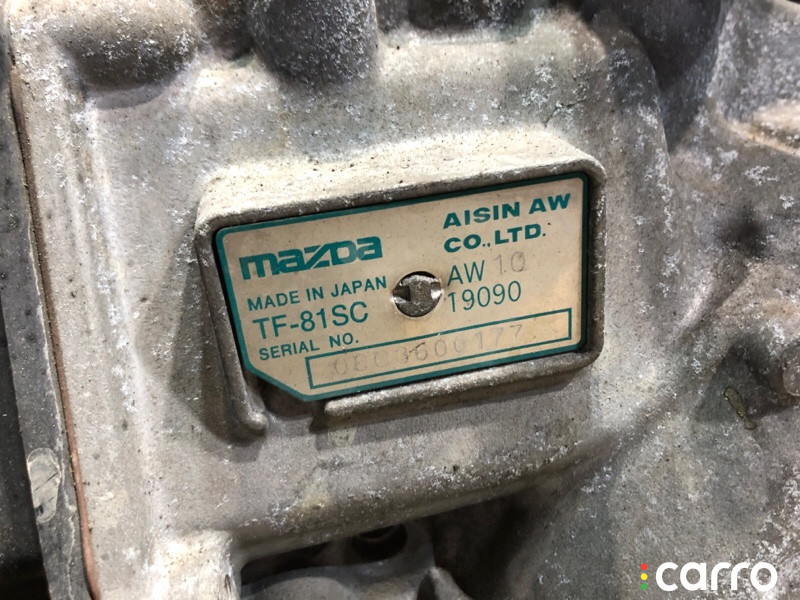 mazda
AISIN AW
CO.,LTD.
MADE IN JAPAN
AW 10
TF-81SC
19090
SERIAL NO.
carro